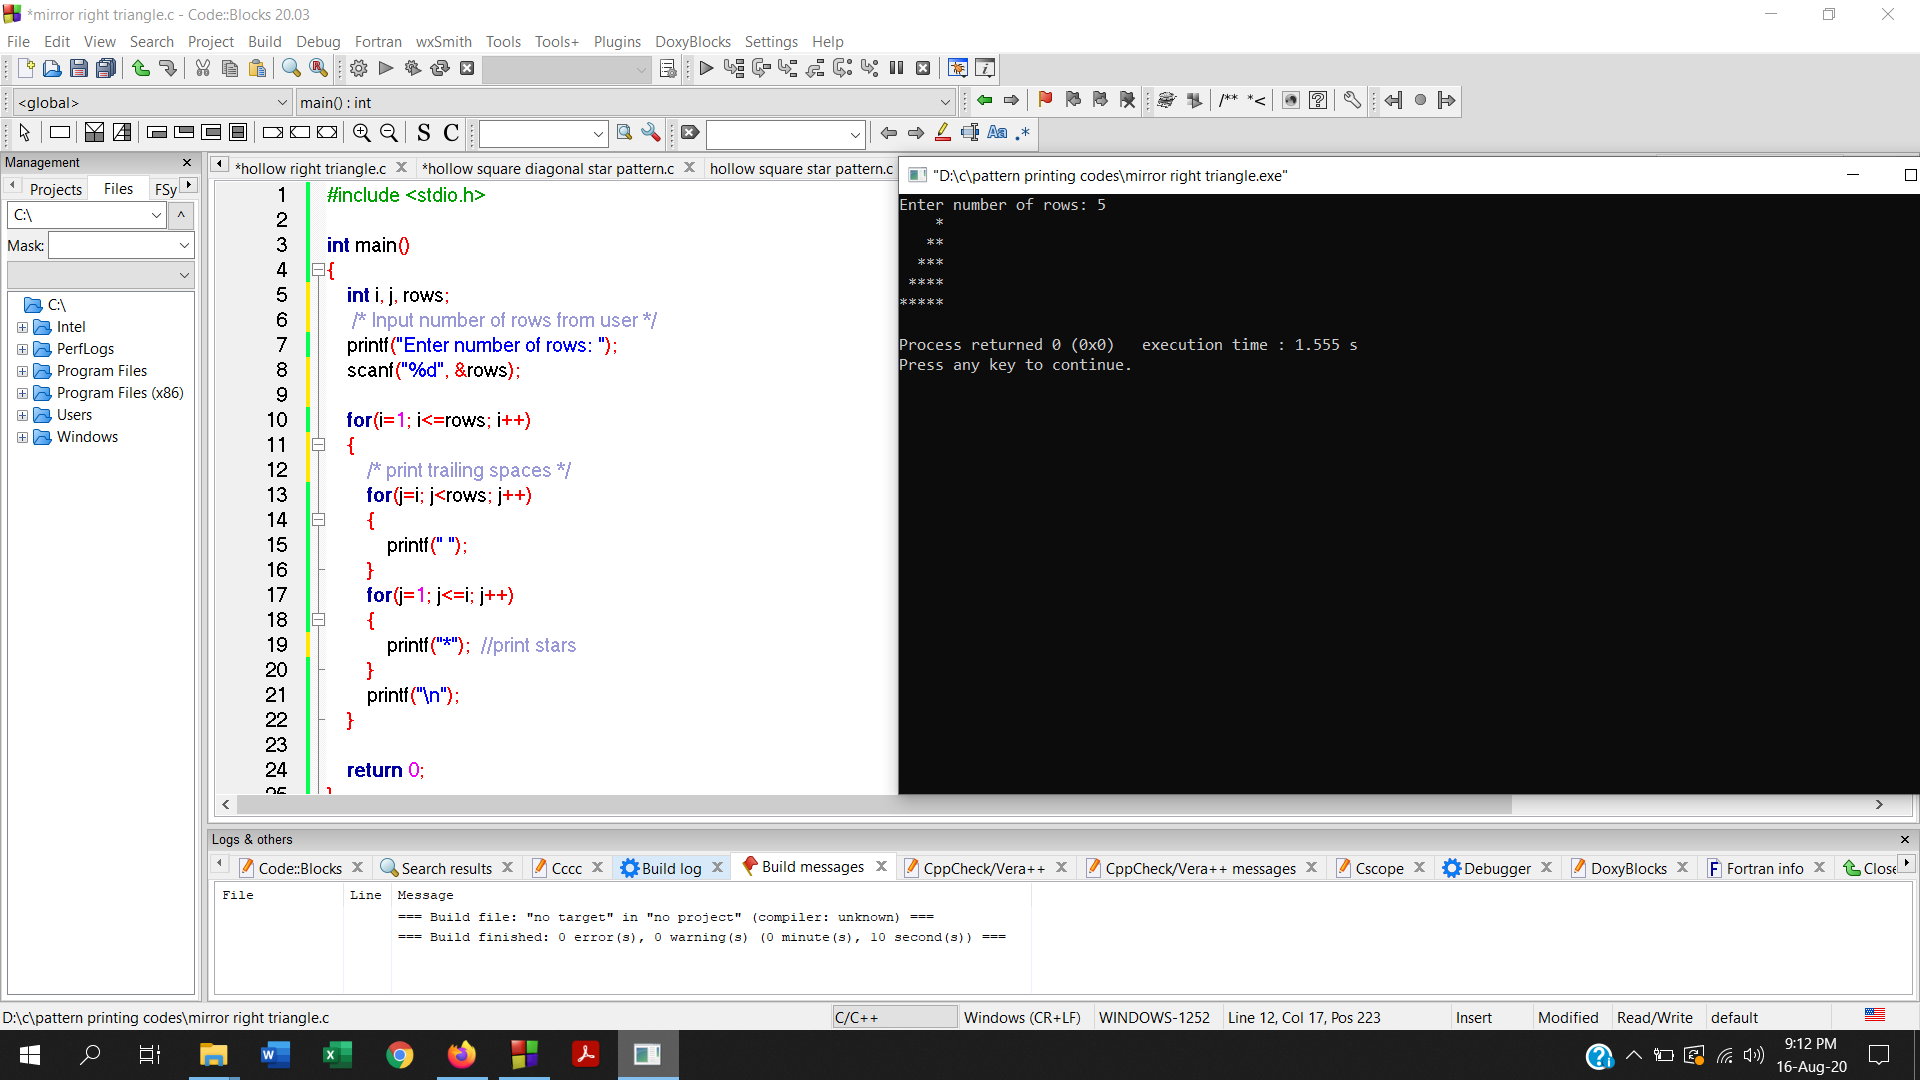 *mirror right triangle.c - Code::Blocks 20.03
File Edit View Search Project Build Debug Fortran wxSmith Tools Tools+ Plugins DoxyBlocks Settings Help
<global> main() : int
/** *<
S C Aa .*
Management
Projects Files FSy
C:\ ^
Mask:
C:\
Intel
PerfLogs
Program Files
Program Files (x86)
Users
Windows
*hollow right triangle.c *hollow square diagonal star pattern.c hollow square star pattern.c
1 #include <stdio.h>
2
3 int main()
4 {
5 int i, j, rows;
6 /* Input number of rows from user */
7 printf("Enter number of rows: ");
8 scanf("%d", &rows);
9
10 for(i=1; i<=rows; i++)
11 {
12 /* print trailing spaces */
13 for(j=i; j<rows; j++)
14 {
15 printf(" ");
16 }
17 for(j=1; j<=i; j++)
18 {
19 printf("*"); //print stars
20 }
21 printf("\n");
22 }
23
24 return 0;
25 }
"D:\c\pattern printing codes\mirror right triangle.exe"
Enter number of rows: 5
    *
   **
  ***
 ****
*****
Process returned 0 (0x0)   execution time : 1.555 s
Press any key to continue.
Logs & others
Code::Blocks Search results Cccc Build log Build messages CppCheck/Vera++ CppCheck/Vera++ messages Cscope Debugger DoxyBlocks Fortran info Close
File Line Message
=== Build file: "no target" in "no project" (compiler: unknown) ===
=== Build finished: 0 error(s), 0 warning(s) (0 minute(s), 10 second(s)) ===
D:\c\pattern printing codes\mirror right triangle.c C/C++ Windows (CR+LF) WINDOWS-1252 Line 12, Col 17, Pos 223 Insert Modified Read/Write default
9:12 PM
16-Aug-20